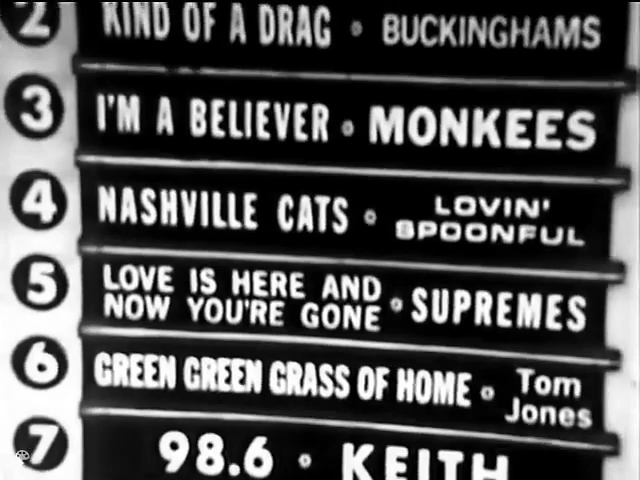 2 KIND OF A DRAG • BUCKINGHAMS
3 I'M A BELIEVER • MONKEES
4 NASHVILLE CATS • LOVIN' SPOONFUL
5 LOVE IS HERE AND NOW YOU'RE GONE • SUPREMES
6 GREEN GREEN GRASS OF HOME • Tom Jones
7 98.6 • KEITH